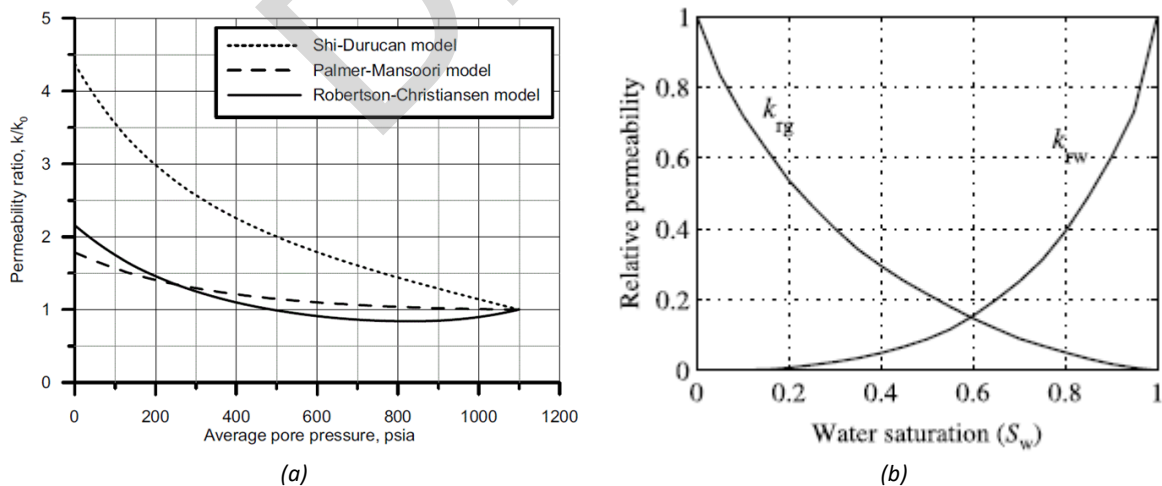 5
4
3
2
1
0
Permeability ratio, k/k₀
Shi-Durucan model
Palmer-Mansoori model
Robertson-Christiansen model
0 200 400 600 800 1000 1200
Average pore pressure, psia
(a)
1
0.8
0.6
0.4
0.2
0
Relative permeability
k_rg
k_rw
0 0.2 0.4 0.6 0.8 1
Water saturation (S_w)
(b)